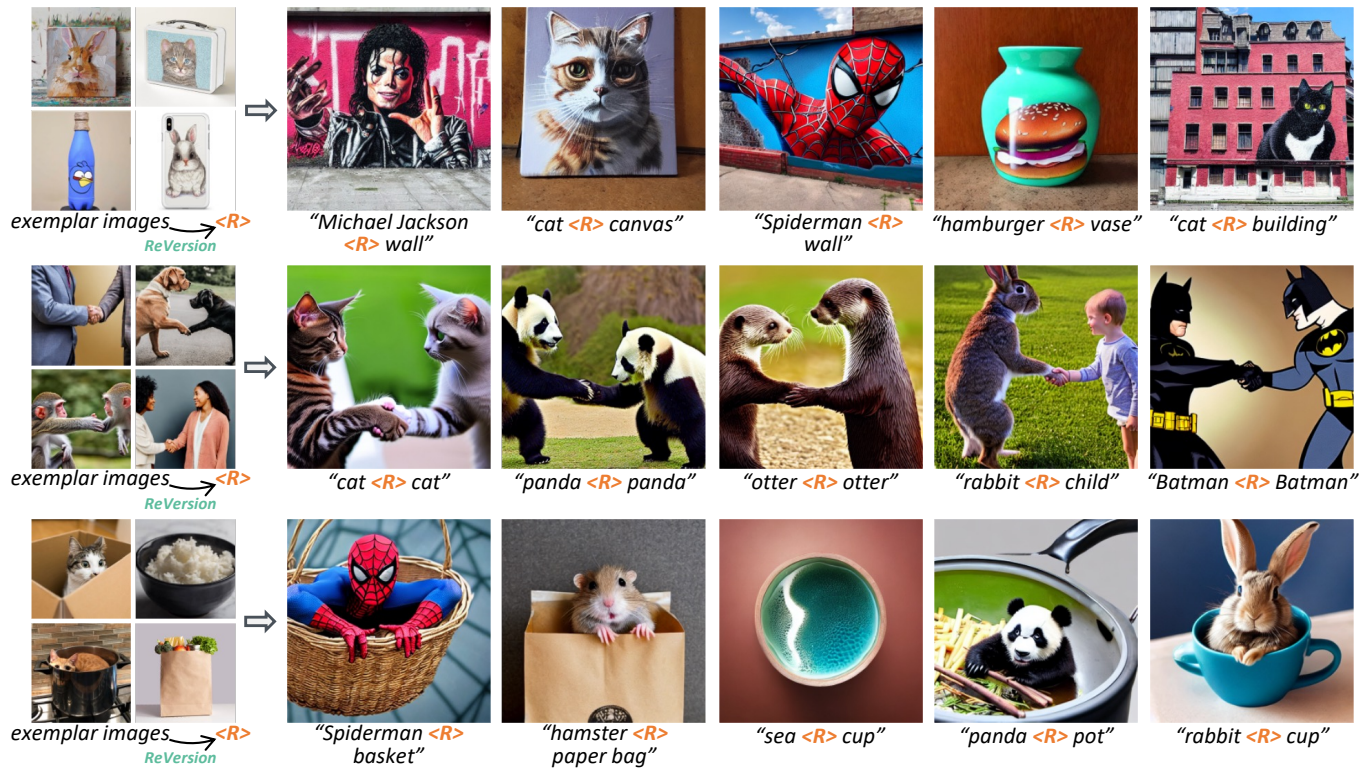 exemplar images <R>
ReVersion
“Michael Jackson
<R> wall”
“cat <R> canvas”
“Spiderman <R>
wall”
“hamburger <R> vase”
“cat <R> building”
exemplar images <R>
ReVersion
“cat <R> cat”
“panda <R> panda”
“otter <R> otter”
“rabbit <R> child”
“Batman <R> Batman”
exemplar images <R>
ReVersion
“Spiderman <R>
basket”
“hamster <R>
paper bag”
“sea <R> cup”
“panda <R> pot”
“rabbit <R> cup”